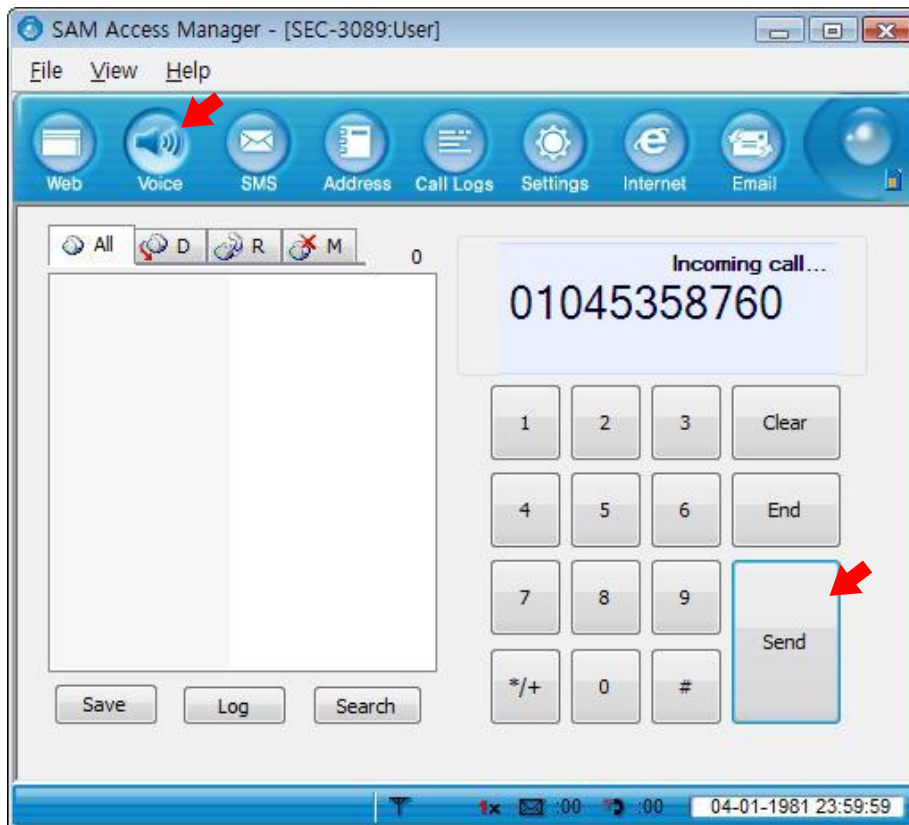 SAM Access Manager - [SEC-3089:User]
File View Help
Web Voice SMS Address Call Logs Settings Internet Email
All D R M 0
Incoming call...
01045358760
1 2 3 Clear
4 5 6 End
7 8 9
Send
*/+ 0 #
Save Log Search
1x :00 :00 04-01-1981 23:59:59